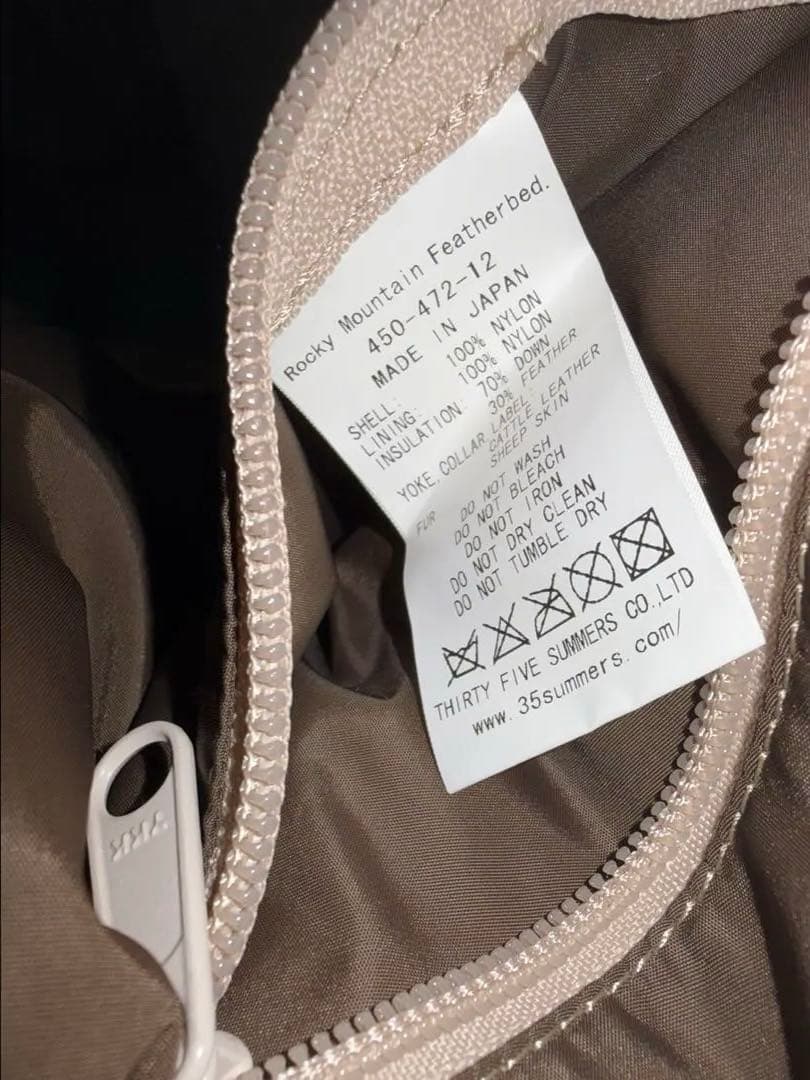 Rocky Mountain Featherbed.
450-472-12
MADE IN JAPAN
SHELL: 100% NYLON
LINING: 100% NYLON
INSULATION: 70% DOWN
30% FEATHER
YOKE, COLLAR, LABEL: CATTLE LEATHER
FUR SHEEP SKIN
DO NOT WASH
DO NOT BLEACH
DO NOT IRON
DO NOT DRY CLEAN
DO NOT TUMBLE DRY
THIRTY FIVE SUMMERS CO.,LTD
www.35summers.com/
YKK